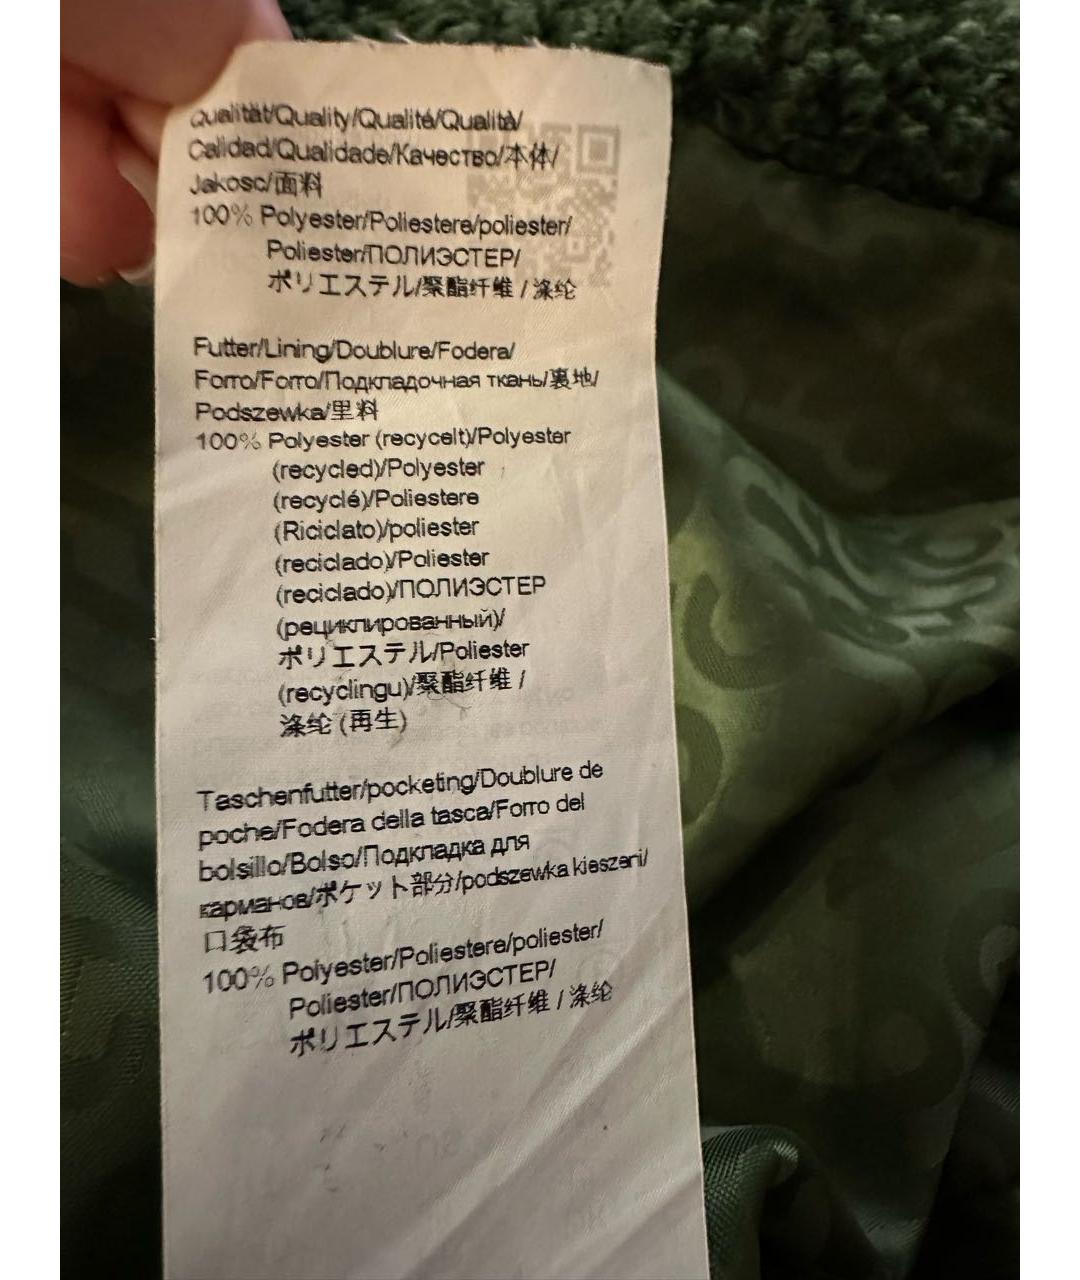 Qualität/Quality/Qualité/Qualità/
Calidad/Qualidade/Качество/本体/
Jakosc/面料
100% Polyester/Poliestere/poliester/
Poliester/ПОЛИЭСТЕР/
ポリエステル/聚酯纤维 / 涤纶
Futter/Lining/Doublure/Fodera/
Forro/Forro/Подкладочная ткань/裏地/
Podszewka/里料
100% Polyester (recycelt)/Polyester
(recycled)/Polyester
(recyclé)/Poliestere
(Riciclato)/poliester
(reciclado)/Poliester
(reciclado)/ПОЛИЭСТЕР
(рециклированный)/
ポリエステル/Poliester
(recyclingu)/聚酯纤维 /
涤纶 (再生)
Taschenfutter/pocketing/Doublure de
poche/Fodera della tasca/Forro del
bolsillo/Bolso/Подкладка для
карманов/ポケット部分/podszewka kieszeni/
口袋布
100% Polyester/Poliestere/poliester/
Poliester/ПОЛИЭСТЕР/
ポリエステル/聚酯纤维 / 涤纶